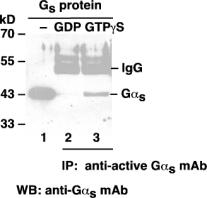 kD Gs protein
– GDP GTPγS
70
55
IgG
43 Gαs
33
1 2 3
IP: anti-active Gαs mAb
WB: anti-Gαs mAb